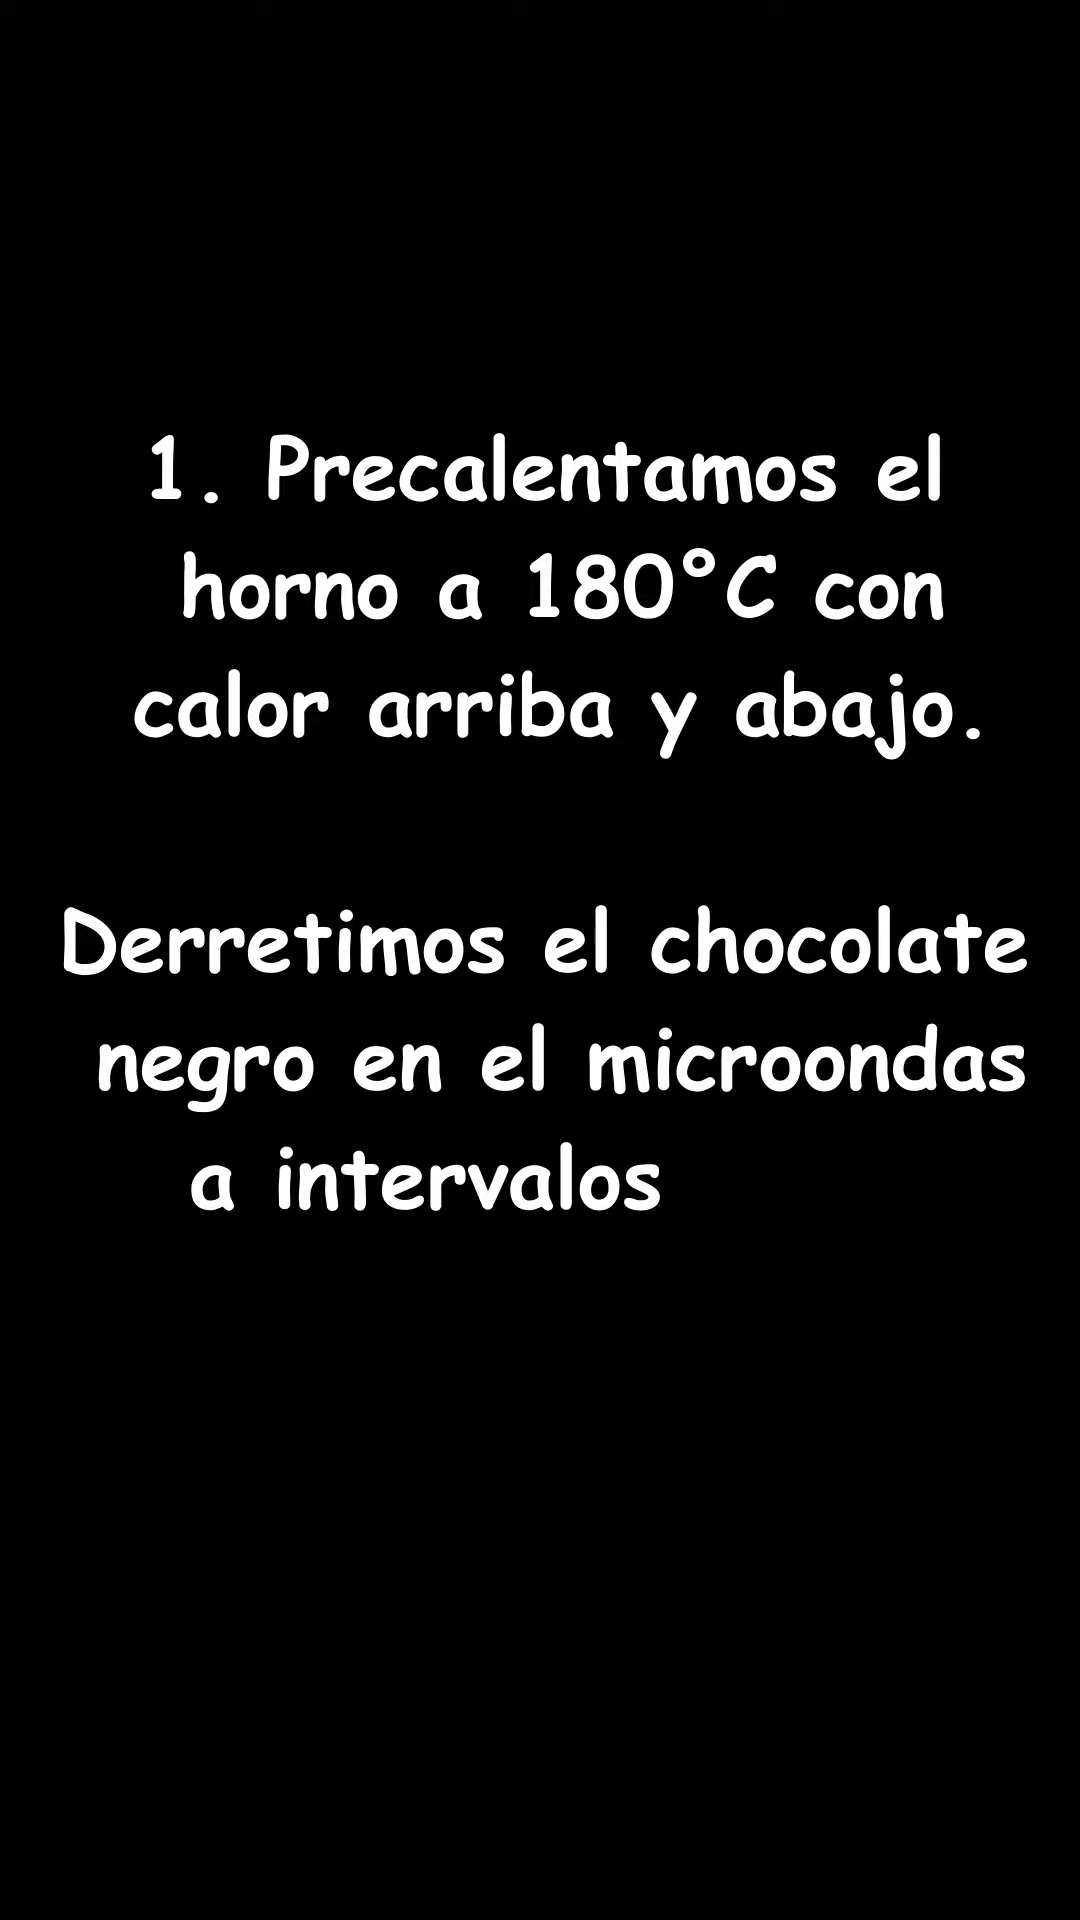 1. Precalentamos el
horno a 180°C con
calor arriba y abajo.
Derretimos el chocolate
negro en el microondas
a intervalos